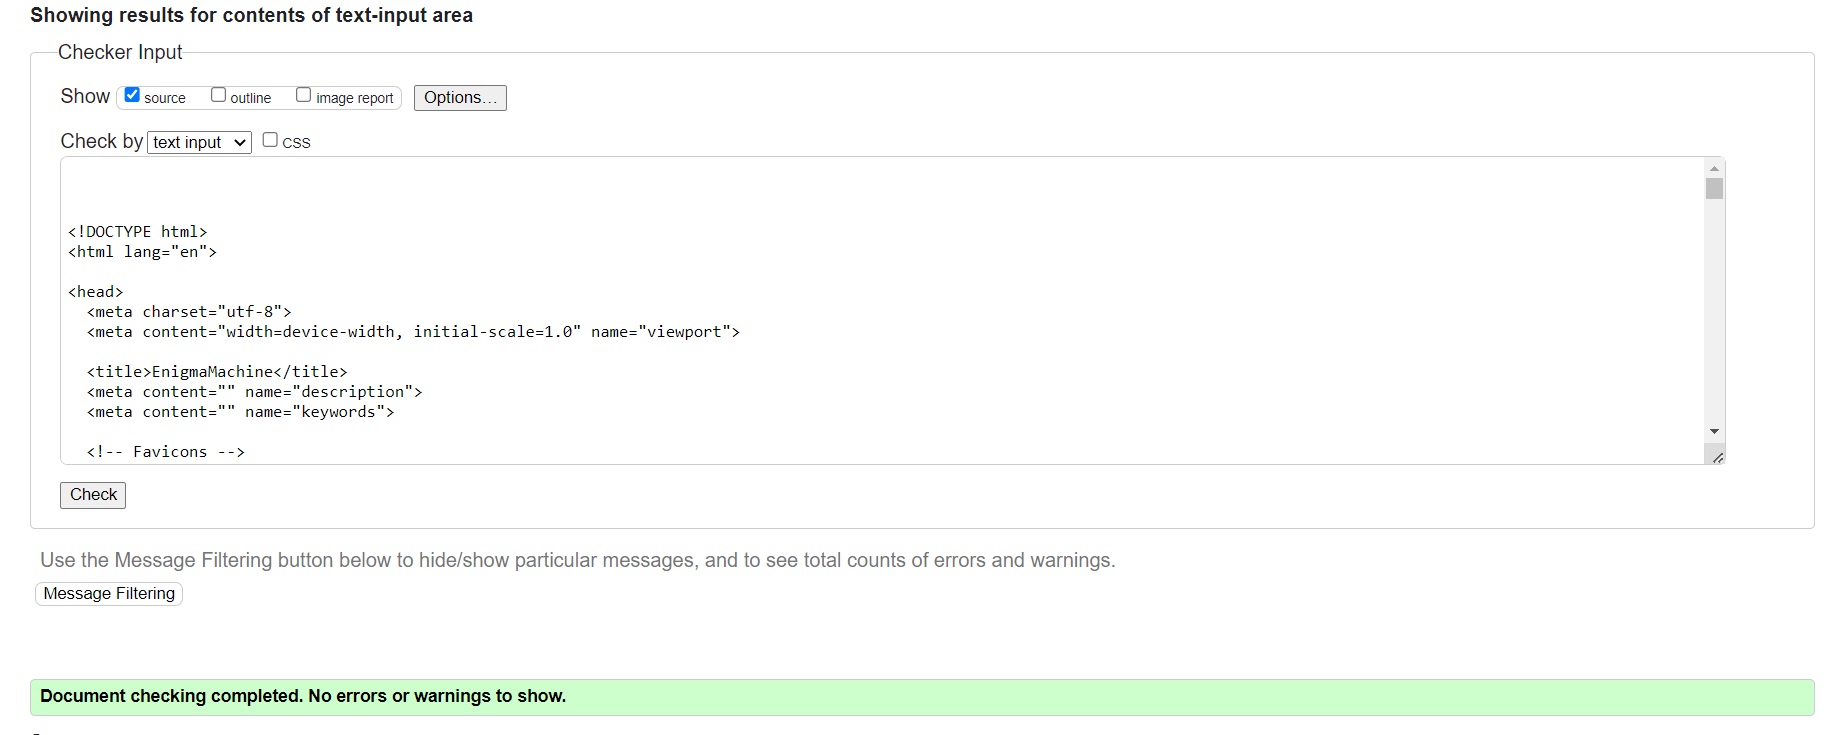 Showing results for contents of text-input area
Checker Input
Show source outline image report Options...
Check by text input CSS
<!DOCTYPE html>
<html lang="en">
<head>
<meta charset="utf-8">
<meta content="width=device-width, initial-scale=1.0" name="viewport">
<title>EnigmaMachine</title>
<meta content="" name="description">
<meta content="" name="keywords">
<!-- Favicons -->
Check
Use the Message Filtering button below to hide/show particular messages, and to see total counts of errors and warnings.
Message Filtering
Document checking completed. No errors or warnings to show.